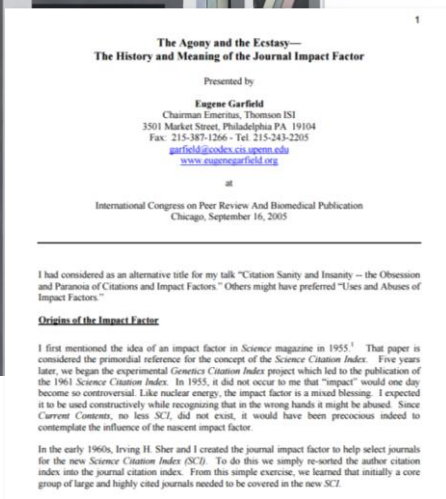 1
The Agony and the Ecstasy—
The History and Meaning of the Journal Impact Factor
Presented by
Eugene Garfield
Chairman Emeritus, Thomson ISI
3501 Market Street, Philadelphia PA 19104
Fax: 215-387-1266 - Tel. 215-243-2205
garfield@codex.cis.upenn.edu
www.eugenegarfield.org
at
International Congress on Peer Review And Biomedical Publication
Chicago, September 16, 2005
I had considered as an alternative title for my talk “Citation Sanity and Insanity -- the Obsession
and Paranoia of Citations and Impact Factors.” Others might have preferred “Uses and Abuses of
Impact Factors.”
Origins of the Impact Factor
I first mentioned the idea of an impact factor in Science magazine in 1955.¹ That paper is
considered the primordial reference for the concept of the Science Citation Index. Five years
later, we began the experimental Genetics Citation Index project which led to the publication
of the 1961 Science Citation Index. In 1955, it did not occur to me that “impact” would one day
become so controversial. Like nuclear energy, the impact factor is a mixed blessing. I expected
it to be used constructively while recognizing that in the wrong hands it might be abused. Since
Current Contents, no less SCI, did not exist, it would have been precocious indeed to
contemplate the influence of the nascent impact factor.
In the early 1960s, Irving H. Sher and I created the journal impact factor to help select journals
for the new Science Citation Index (SCI). To do this we simply re-sorted the author citation
index into the journal citation index. From this simple exercise, we learned that initially a core
group of large and highly cited journals needed to be covered in the new SCI.